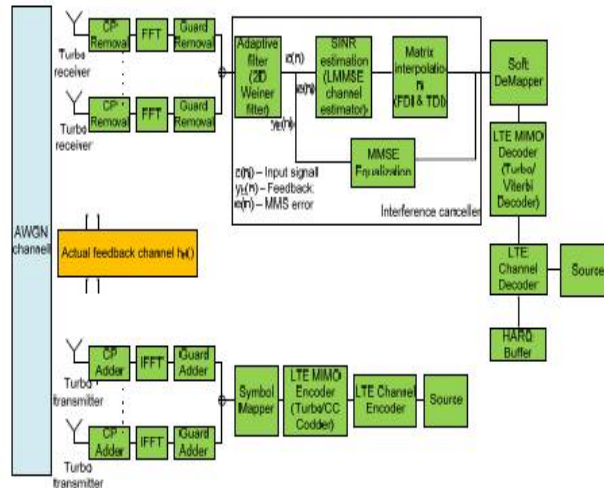 CP
Removal
FFT
Guard
Removal
Turbo
receiver
CP
Removal
FFT
Guard
Removal
Turbo
receiver
Adaptive
filter
(2D
Weiner
filter)
SINR
estimation
(LMMSE
channel
estimator)
Matrix
interpolatio
n
(FDI & TDI)
MMSE
Equalization
– Input signal
– Feedback
– MMS error
Interference canceller
Soft
DeMapper
LTE MIMO
Decoder
(Turbo/
Viterbi
Decoder)
LTE
Channel
Decoder
Source
HARQ
Buffer
AWGN
channel
Actual feedback channel
CP
Adder
IFFT
Guard
Adder
Turbo
transmitter
CP
Adder
IFFT
Guard
Adder
Turbo
transmitter
Symbol
Mapper
LTE MIMO
Encoder
(Turbo/CC
Codder)
LTE Channel
Encoder
Source